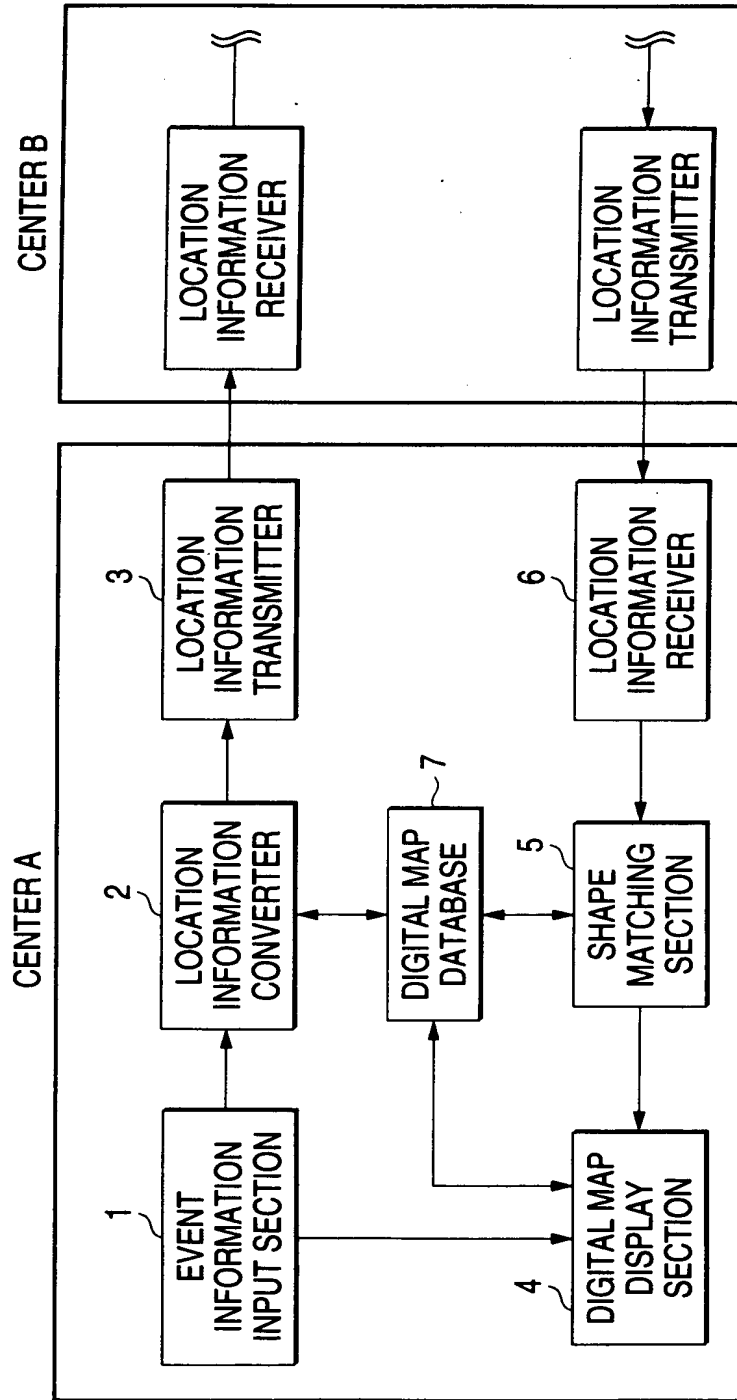 CENTER A
1
EVENT
INFORMATION
INPUT SECTION
2
LOCATION
INFORMATION
CONVERTER
3
LOCATION
INFORMATION
TRANSMITTER
7
DIGITAL MAP
DATABASE
4
DIGITAL MAP
DISPLAY
SECTION
5
SHAPE
MATCHING
SECTION
6
LOCATION
INFORMATION
RECEIVER
CENTER B
LOCATION
INFORMATION
RECEIVER
LOCATION
INFORMATION
TRANSMITTER